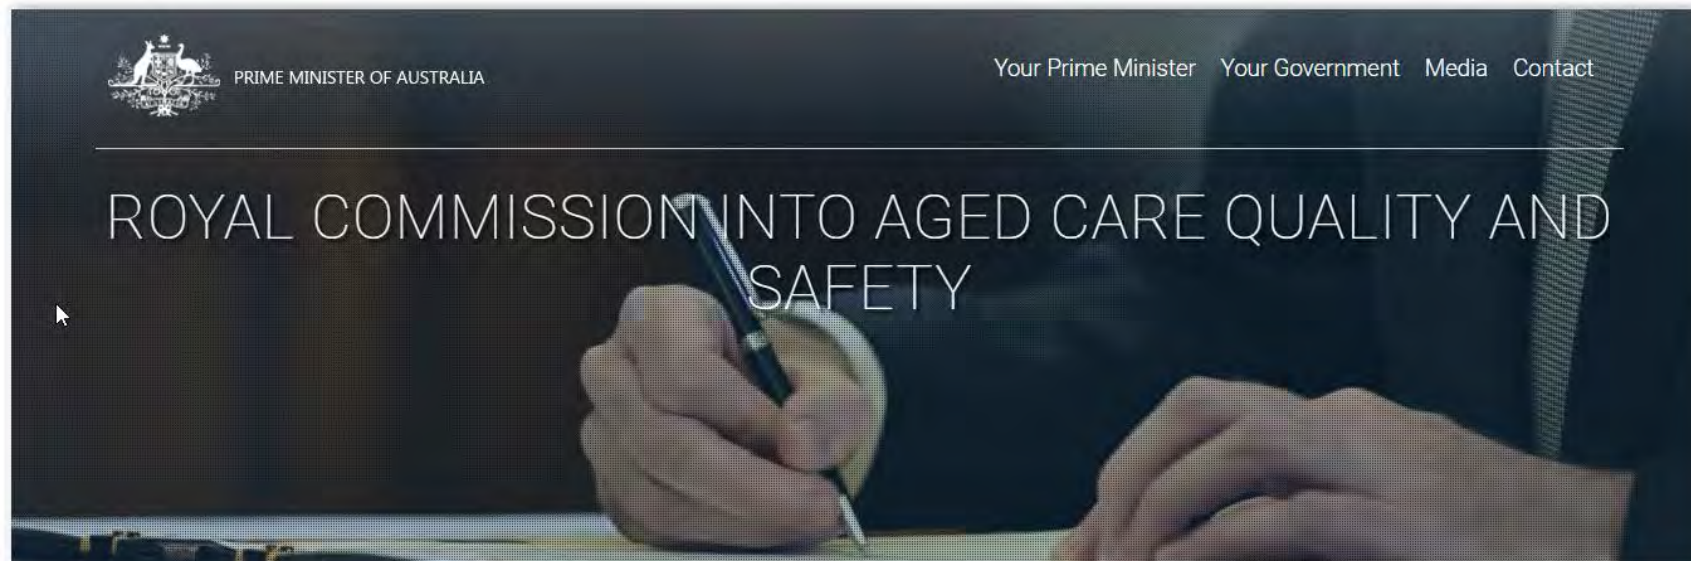 PRIME MINISTER OF AUSTRALIA
Your Prime Minister Your Government Media Contact
ROYAL COMMISSION INTO AGED CARE QUALITY AND
SAFETY